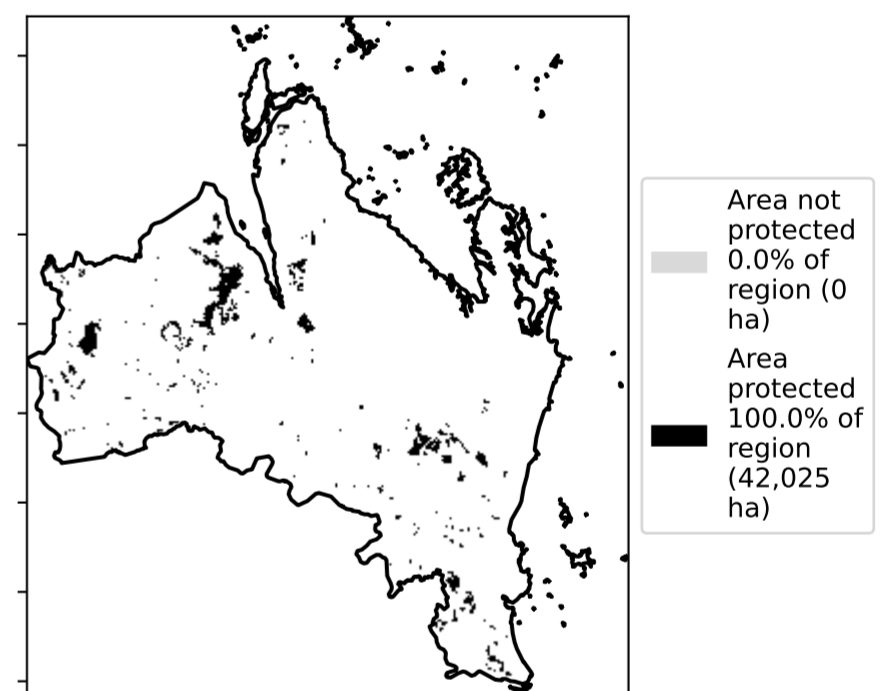 Area not
protected
0.0% of
region (0
ha)
Area
protected
100.0% of
region
(42,025
ha)